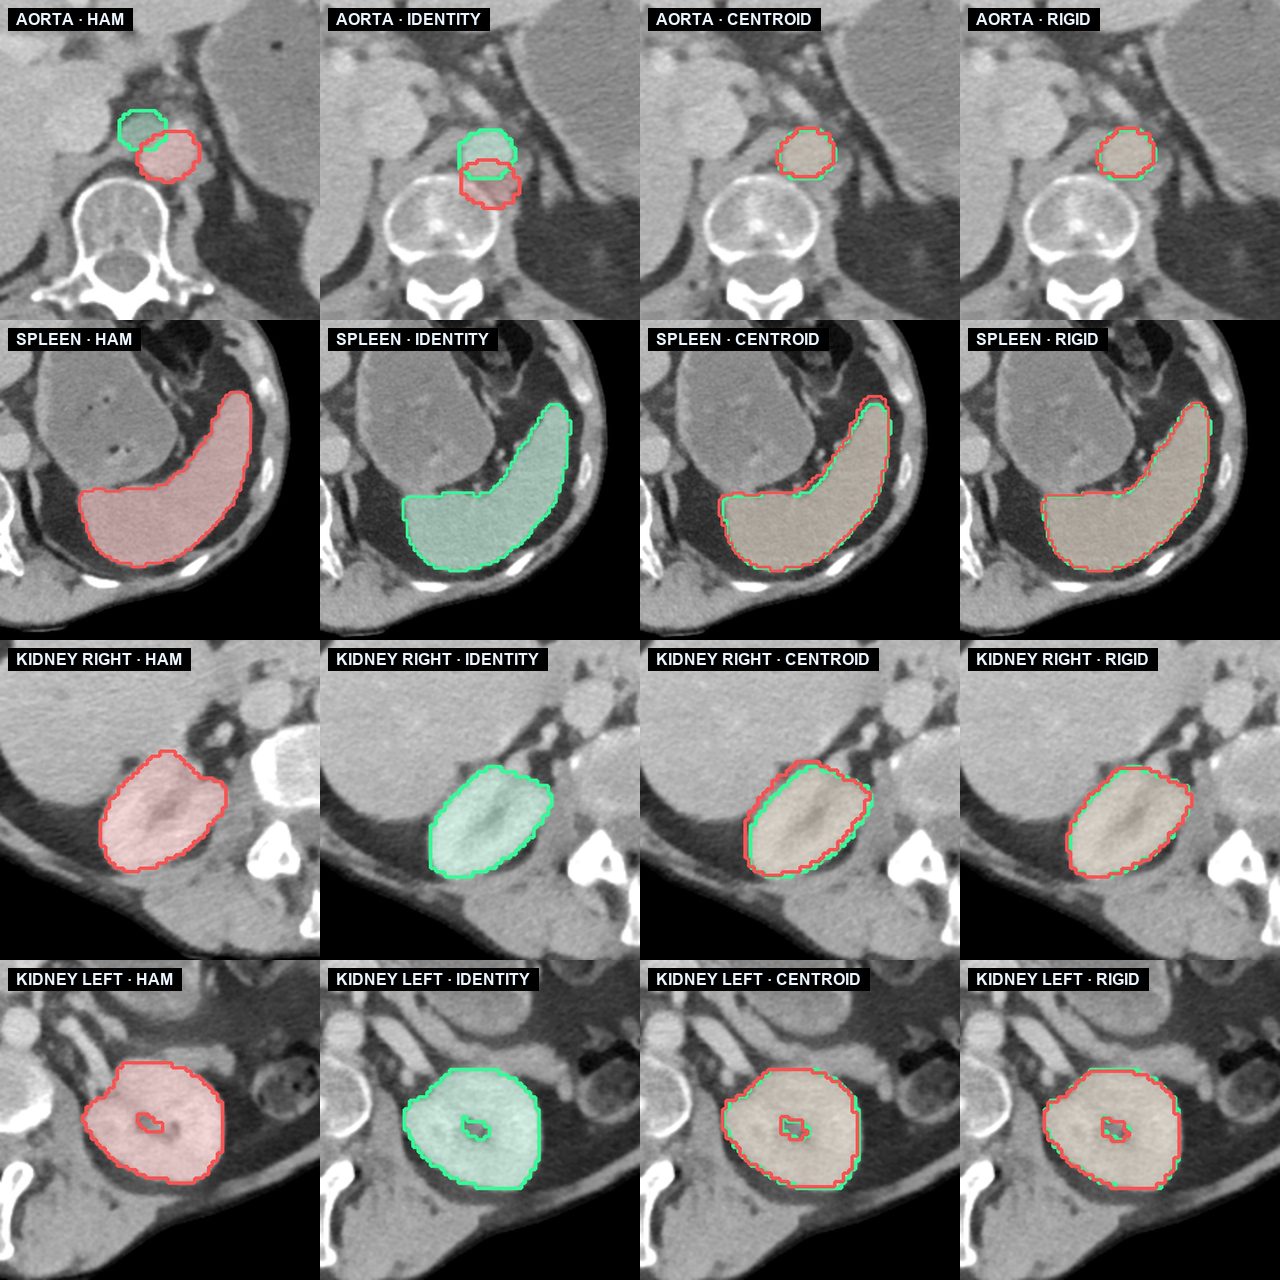 AORTA · HAM
AORTA · IDENTITY
AORTA · CENTROID
AORTA · RIGID
SPLEEN · HAM
SPLEEN · IDENTITY
SPLEEN · CENTROID
SPLEEN · RIGID
KIDNEY RIGHT · HAM
KIDNEY RIGHT · IDENTITY
KIDNEY RIGHT · CENTROID
KIDNEY RIGHT · RIGID
KIDNEY LEFT · HAM
KIDNEY LEFT · IDENTITY
KIDNEY LEFT · CENTROID
KIDNEY LEFT · RIGID